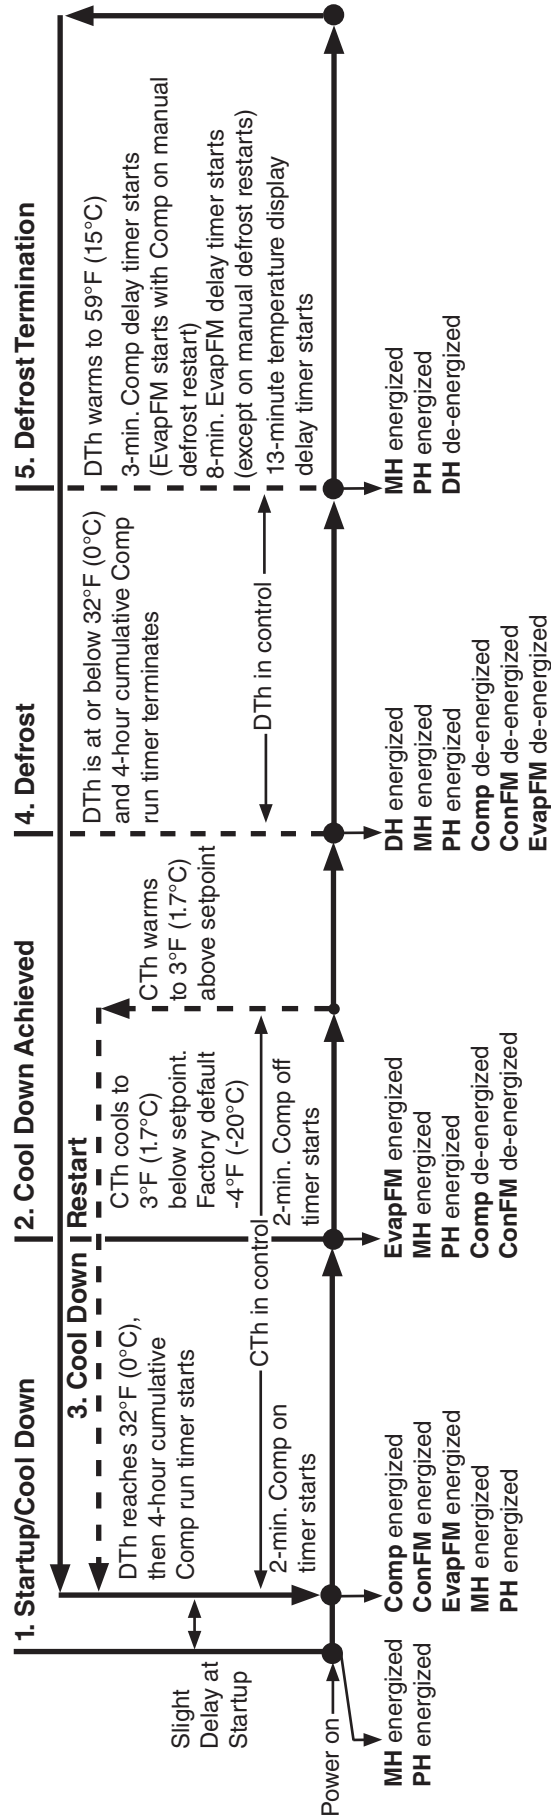 1. Startup/Cool Down
Slight
Delay at
Startup
Power on
MH energized
PH energized
3. Cool Down Restart
DTh reaches 32°F (0°C),
then 4-hour cumulative
Comp run timer starts
CTh in control
2-min. Comp on
timer starts
Comp energized
ConFM energized
EvapFM energized
MH energized
PH energized
2. Cool Down Achieved
CTh cools to
3°F (1.7°C)
below setpoint.
Factory default
-4°F (-20°C)
2-min. Comp off
timer starts
EvapFM energized
MH energized
PH energized
Comp de-energized
ConFM de-energized
CTh warms
to 3°F (1.7°C)
above setpoint
4. Defrost
DTh is at or below 32°F (0°C)
and 4-hour cumulative Comp
run timer terminates
DTh in control
DH energized
MH energized
PH energized
Comp de-energized
ConFM de-energized
EvapFM de-energized
5. Defrost Termination
DTh warms to 59°F (15°C)
3-min. Comp delay timer starts
(EvapFM starts with Comp on manual
defrost restart)
8-min. EvapFM delay timer starts
(except on manual defrost restarts)
13-minute temperature display
delay timer starts
MH energized
PH energized
DH de-energized